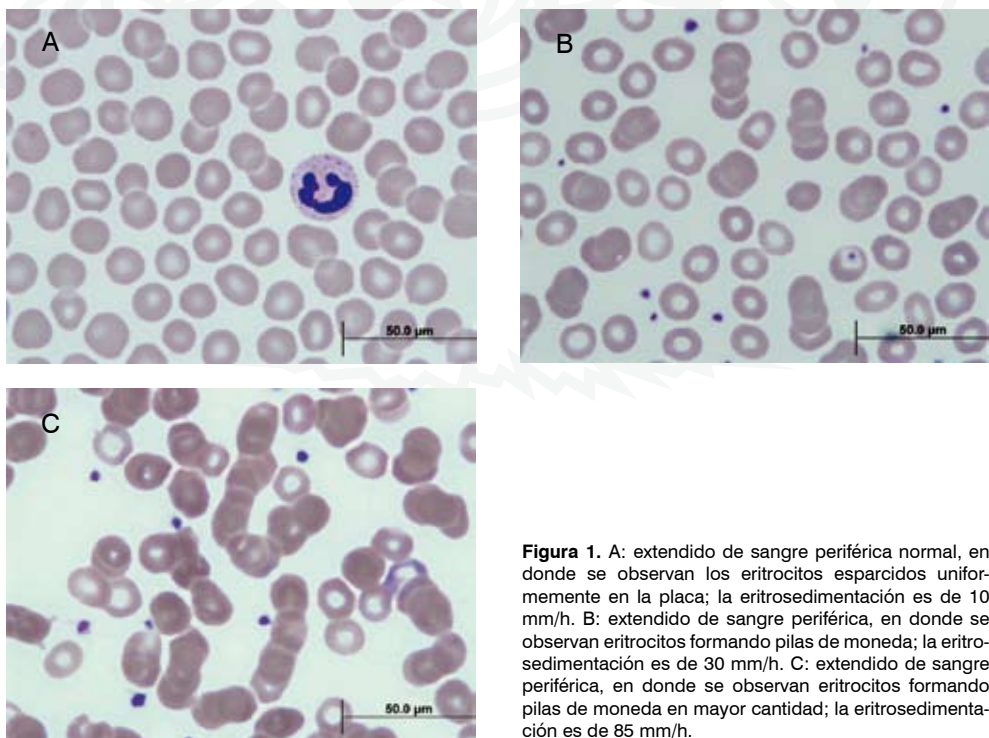 A
B
50.0 µm
50.0 µm
C
50.0 µm
Figura 1. A: extendido de sangre periférica normal, en
donde se observan los eritrocitos esparcidos unifor-
memente en la placa; la eritrosedimentación es de 10
mm/h. B: extendido de sangre periférica, en donde se
observan eritrocitos formando pilas de moneda; la eritro-
sedimentación es de 30 mm/h. C: extendido de sangre
periférica, en donde se observan eritrocitos formando
pilas de moneda en mayor cantidad; la eritrosedimenta-
ción es de 85 mm/h.